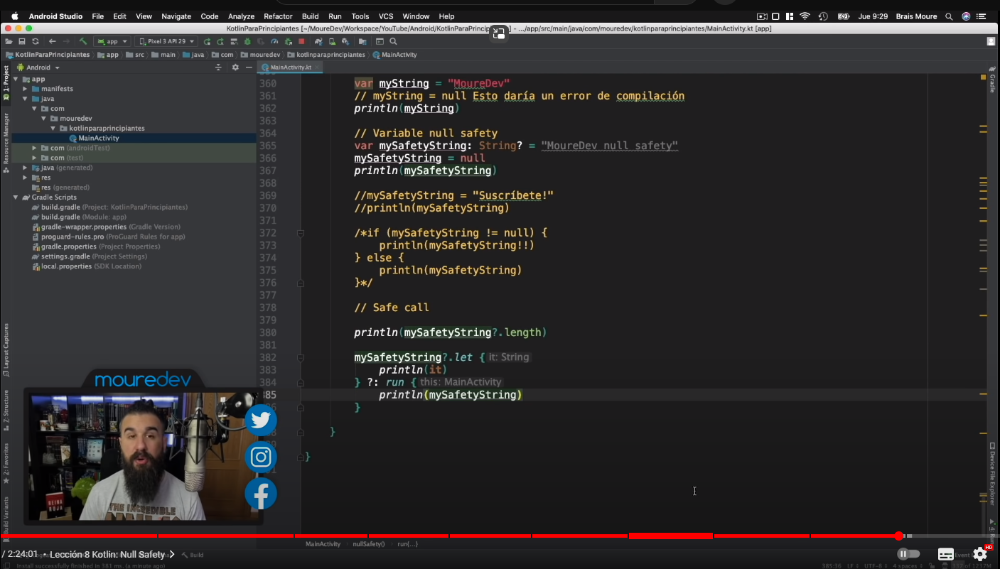 Android Studio File Edit View Navigate Code Analyze Refactor Build Run Tools VCS Window Help Jue 9:29 Brais Moure
KotlinParaPrincipiantes [~/MoureDev/Workspace/YouTube/Android/KotlinParaPrincip - .../app/src/main/java/com/mouredev/kotlinparaprincipiantes/MainActivity.kt [app]
app Pixel 3 API 29
KotlinParaPrincipiantes app src main java com mouredev kotlinparaprincipiantes MainActivity
1: Project
Resource Manager
Layout Captures
Z: Structure
2: Favorites
Build Variants
Android
app
manifests
java
com
mouredev
kotlinparaprincipiantes
MainActivity
com (androidTest)
com (test)
java (generated)
res
res (generated)
Gradle Scripts
build.gradle (Project: KotlinParaPrincipiantes)
build.gradle (Module: app)
gradle-wrapper.properties (Gradle Version)
proguard-rules.pro (ProGuard Rules for app)
gradle.properties (Project Properties)
settings.gradle (Project Settings)
local.properties (SDK Location)
MainActivity.kt
360 var myString = "MoureDev"
361 // myString = null Esto daría un error de compilación
362 println(myString)
363
364 // Variable null safety
365 var mySafetyString: String? = "MoureDev null safety"
366 mySafetyString = null
367 println(mySafetyString)
368
369 //mySafetyString = "Suscríbete!"
370 //println(mySafetyString)
371
372 /*if (mySafetyString != null) {
373 println(mySafetyString!!)
374 } else {
375 println(mySafetyString)
376 }*/
377
378 // Safe call
379
380 println(mySafetyString?.length)
381
382 mySafetyString?.let { it: String
383 println(it)
384 } ?: run { this: MainActivity
385 println(mySafetyString)
}
}
}
Gradle
Device File Explorer
mouredev
REINA ROJA
THE INCREDIBLE
MainActivity nullSafety() run{...}
/ 2:24:01 • Lección 8 Kotlin: Null Safety
Build
HD
Install successfully finished in 381 ms. (a minute ago)
385:36 LF UTF-8 4 spaces